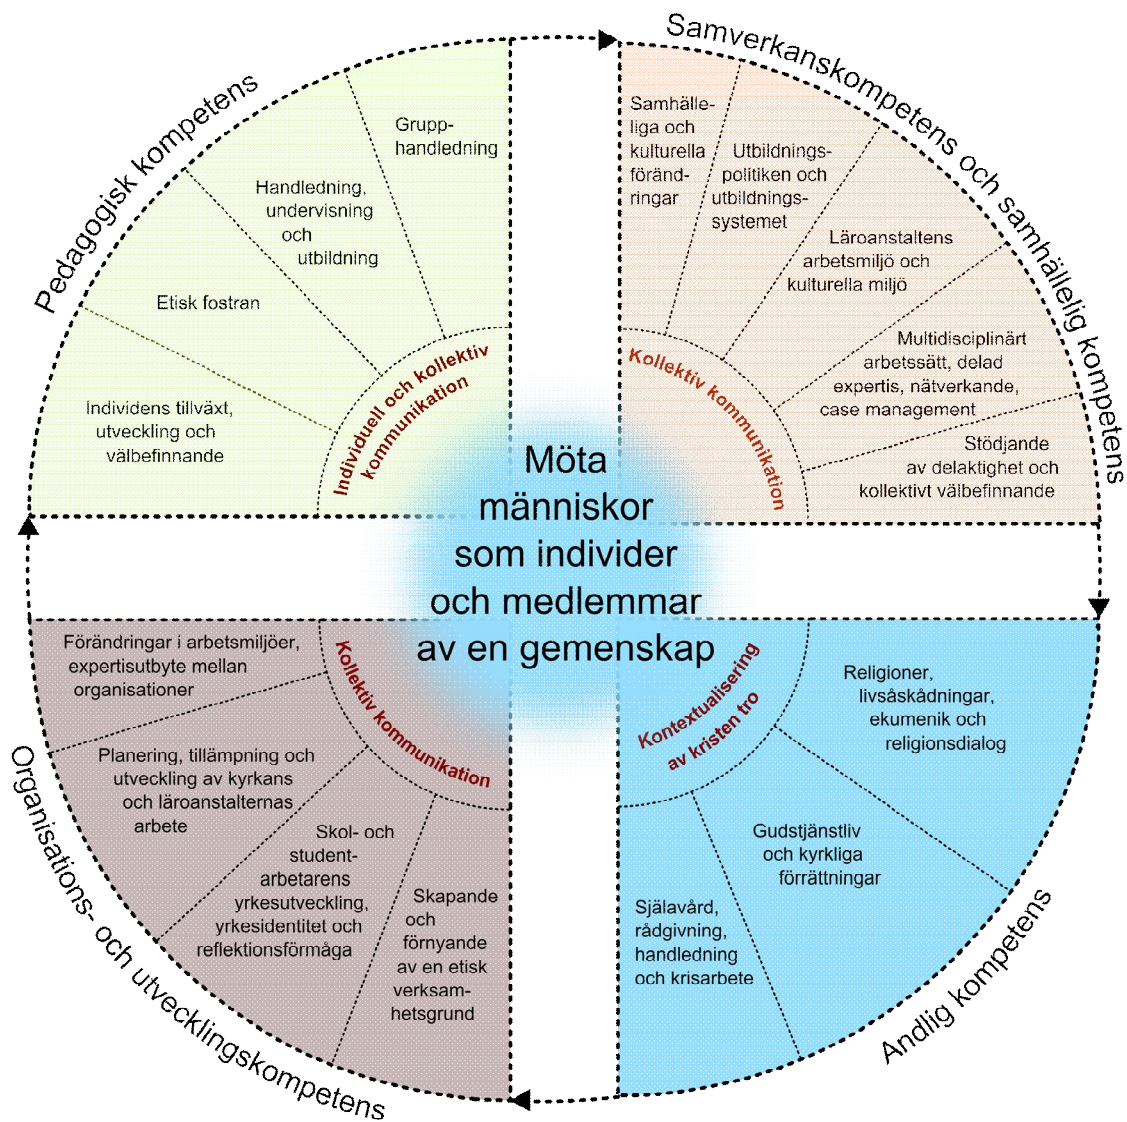 Pedagogisk kompetens
Grupp-
handledning
Handledning,
undervisning
och
utbildning
Etisk fostran
Individens tillväxt,
utveckling och
välbefinnande
Individuell och kollektiv
kommunikation
Samverkanskompetens och samhällelig kompetens
Samhälle-
liga och
kulturella
föränd-
ringar
Utbildnings-
politiken och
utbildnings-
systemet
Läroanstaltens
arbetsmiljö och
kulturella miljö
Multidisciplinärt
arbetssätt, delad
expertis, nätverkande,
case management
Stödjande
av delaktighet och
kollektivt välbefinnande
Kollektiv kommunikation
Möta
människor
som individer
och medlemmar
av en gemenskap
Förändringar i arbetsmiljöer,
expertisutbyte mellan
organisationer
Planering, tillämpning och
utveckling av kyrkans
och läroanstalternas
arbete
Skol- och
student-
arbetarens
yrkesutveckling,
yrkesidentitet och
reflektionsförmåga
Skapande
och
förnyande
av en etisk
verksam-
hetsgrund
Kollektiv kommunikation
Organisations- och utvecklingskompetens
Kontextualisering
av kristen tro
Religioner,
livsåskådningar,
ekumenik och
religionsdialog
Gudstjänstliv
och kyrkliga
förrättningar
Själavård,
rådgivning,
handledning
och krisarbete
Andlig kompetens